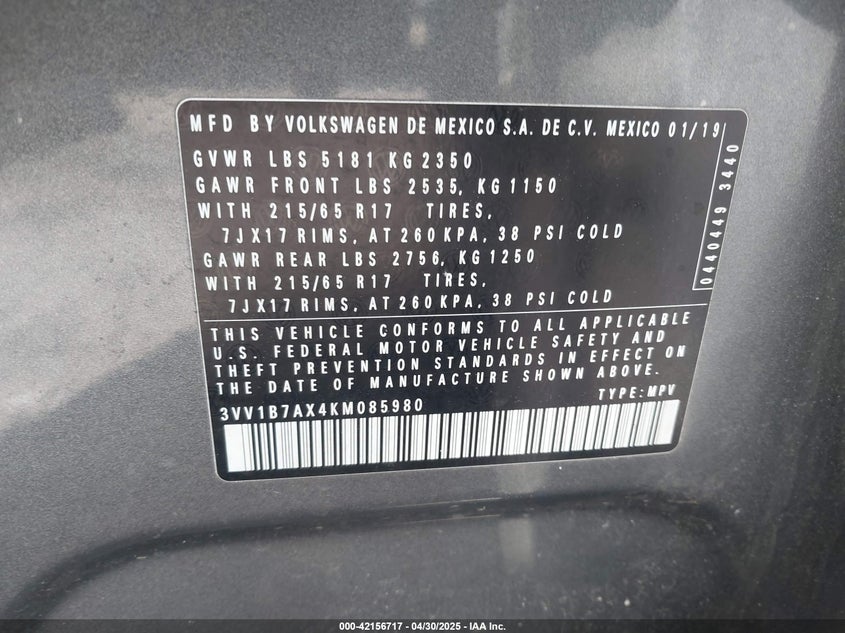 MFD BY VOLKSWAGEN DE MEXICO S.A. DE C.V. MEXICO 01/19
GVWR LBS 5181 KG 2350
GAWR FRONT LBS 2535, KG 1150
WITH 215/65 R17 TIRES,
7JX17 RIMS, AT 260 KPA, 38 PSI COLD
GAWR REAR LBS 2756, KG 1250
WITH 215/65 R17 TIRES,
7JX17 RIMS, AT 260 KPA, 38 PSI COLD
0440449 3440
THIS VEHICLE CONFORMS TO ALL APPLICABLE
U.S. FEDERAL MOTOR VEHICLE SAFETY AND
THEFT PREVENTION STANDARDS IN EFFECT ON
THE DATE OF MANUFACTURE SHOWN ABOVE.
3VV1B7AX4KM085980 TYPE: MPV
000-42156717 - 04/30/2025 - IAA Inc.